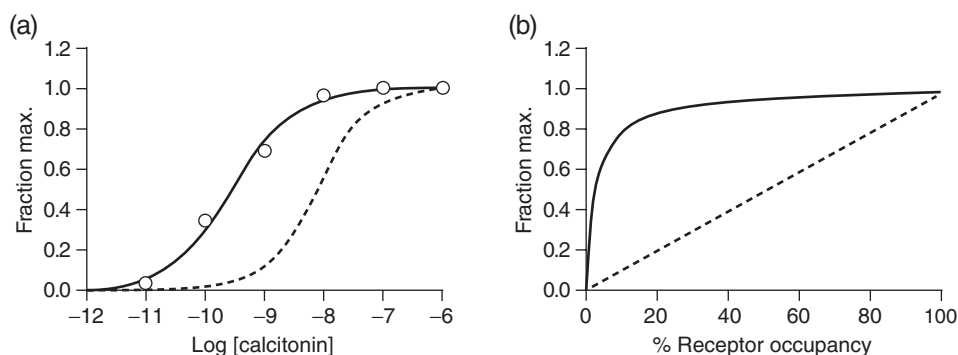 (a)
1.2
1.0
0.8
0.6
0.4
0.2
0.0
Fraction max.
−12 −11 −10 −9 −8 −7 −6
Log [calcitonin]
(b)
1.2
1.0
0.8
0.6
0.4
0.2
0.0
Fraction max.
0 20 40 60 80 100
% Receptor occupancy